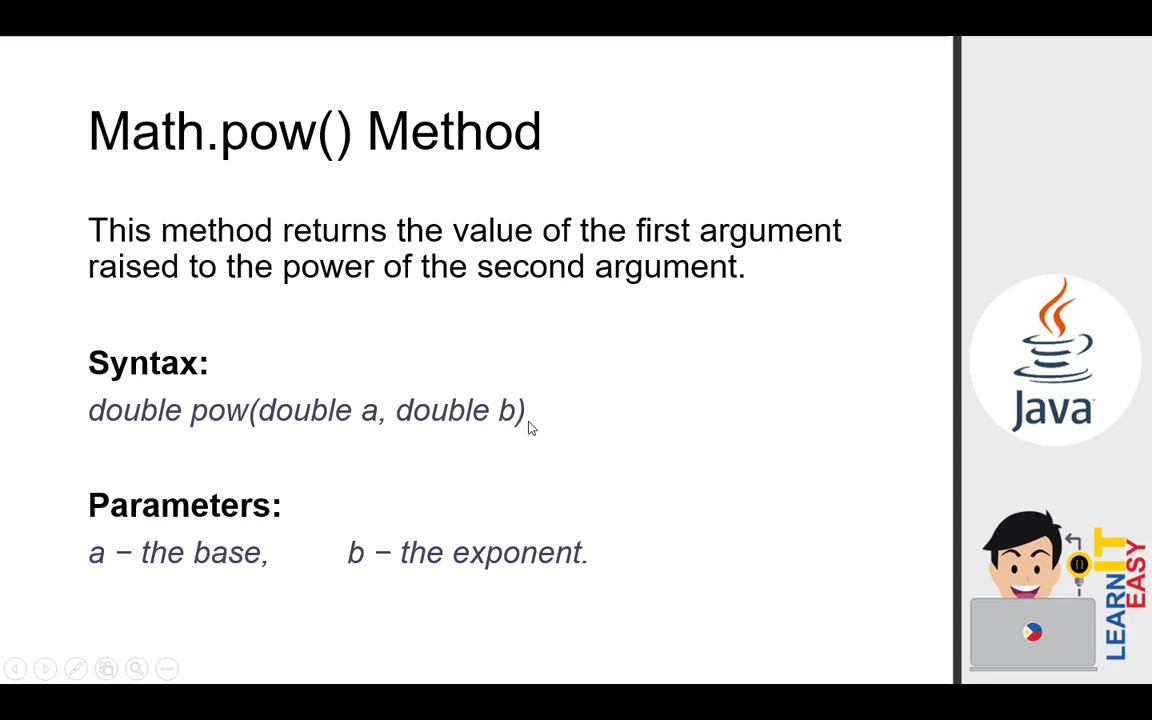 Math.pow() Method
This method returns the value of the first argument
raised to the power of the second argument.
Syntax:
double pow(double a, double b)
Parameters:
a − the base, b − the exponent.
Java
LEARN IT
EASY